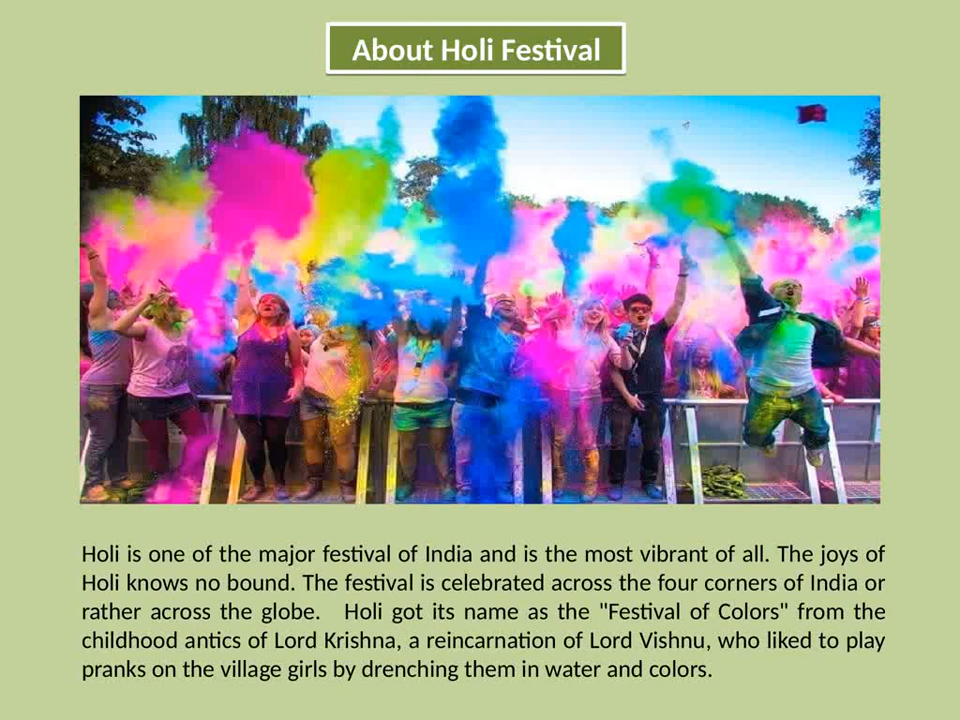 About Holi Festival
Holi is one of the major festival of India and is the most vibrant of all. The joys of
Holi knows no bound. The festival is celebrated across the four corners of India or
rather across the globe.  Holi got its name as the "Festival of Colors" from the
childhood antics of Lord Krishna, a reincarnation of Lord Vishnu, who liked to play
pranks on the village girls by drenching them in water and colors.